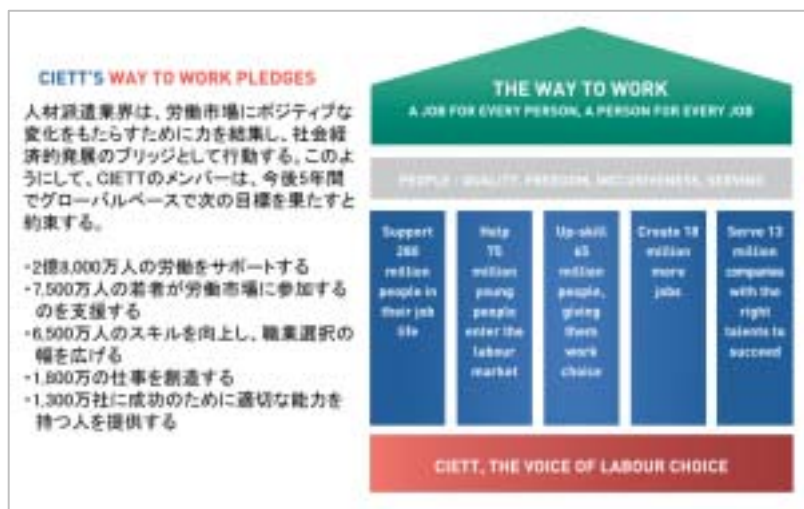 CIETT'S WAY TO WORK PLEDGES
人材派遣業界は、労働市場にポジティブな
変化をもたらすために力を結集し、社会経
済的発展のブリッジとして行動する。このよ
うにして、CIETTのメンバーは、今後5年間
でグローバルベースで次の目標を果たすと
約束する。
・2億8,000万人の労働をサポートする
・7,500万人の若者が労働市場に参加する
のを支援する
・6,500万人のスキルを向上し、職業選択の
幅を広げる
・1,800万の仕事を創造する
・1,300万社に成功のために適切な能力を
持つ人を提供する
THE WAY TO WORK
A JOB FOR EVERY PERSON, A PERSON FOR EVERY JOB
PEOPLE QUALITY, FREEDOM, INCLUSIVENESS, SERVING
Support
280
million
people in
their job
life
Help
75
million
young
people
enter the
labour
market
Up-skill
65
million
people,
giving
them
work
choice
Create 18
million
more
jobs
Serve 13
million
companies
with the
right
talents to
succeed
CIETT, THE VOICE OF LABOUR CHOICE